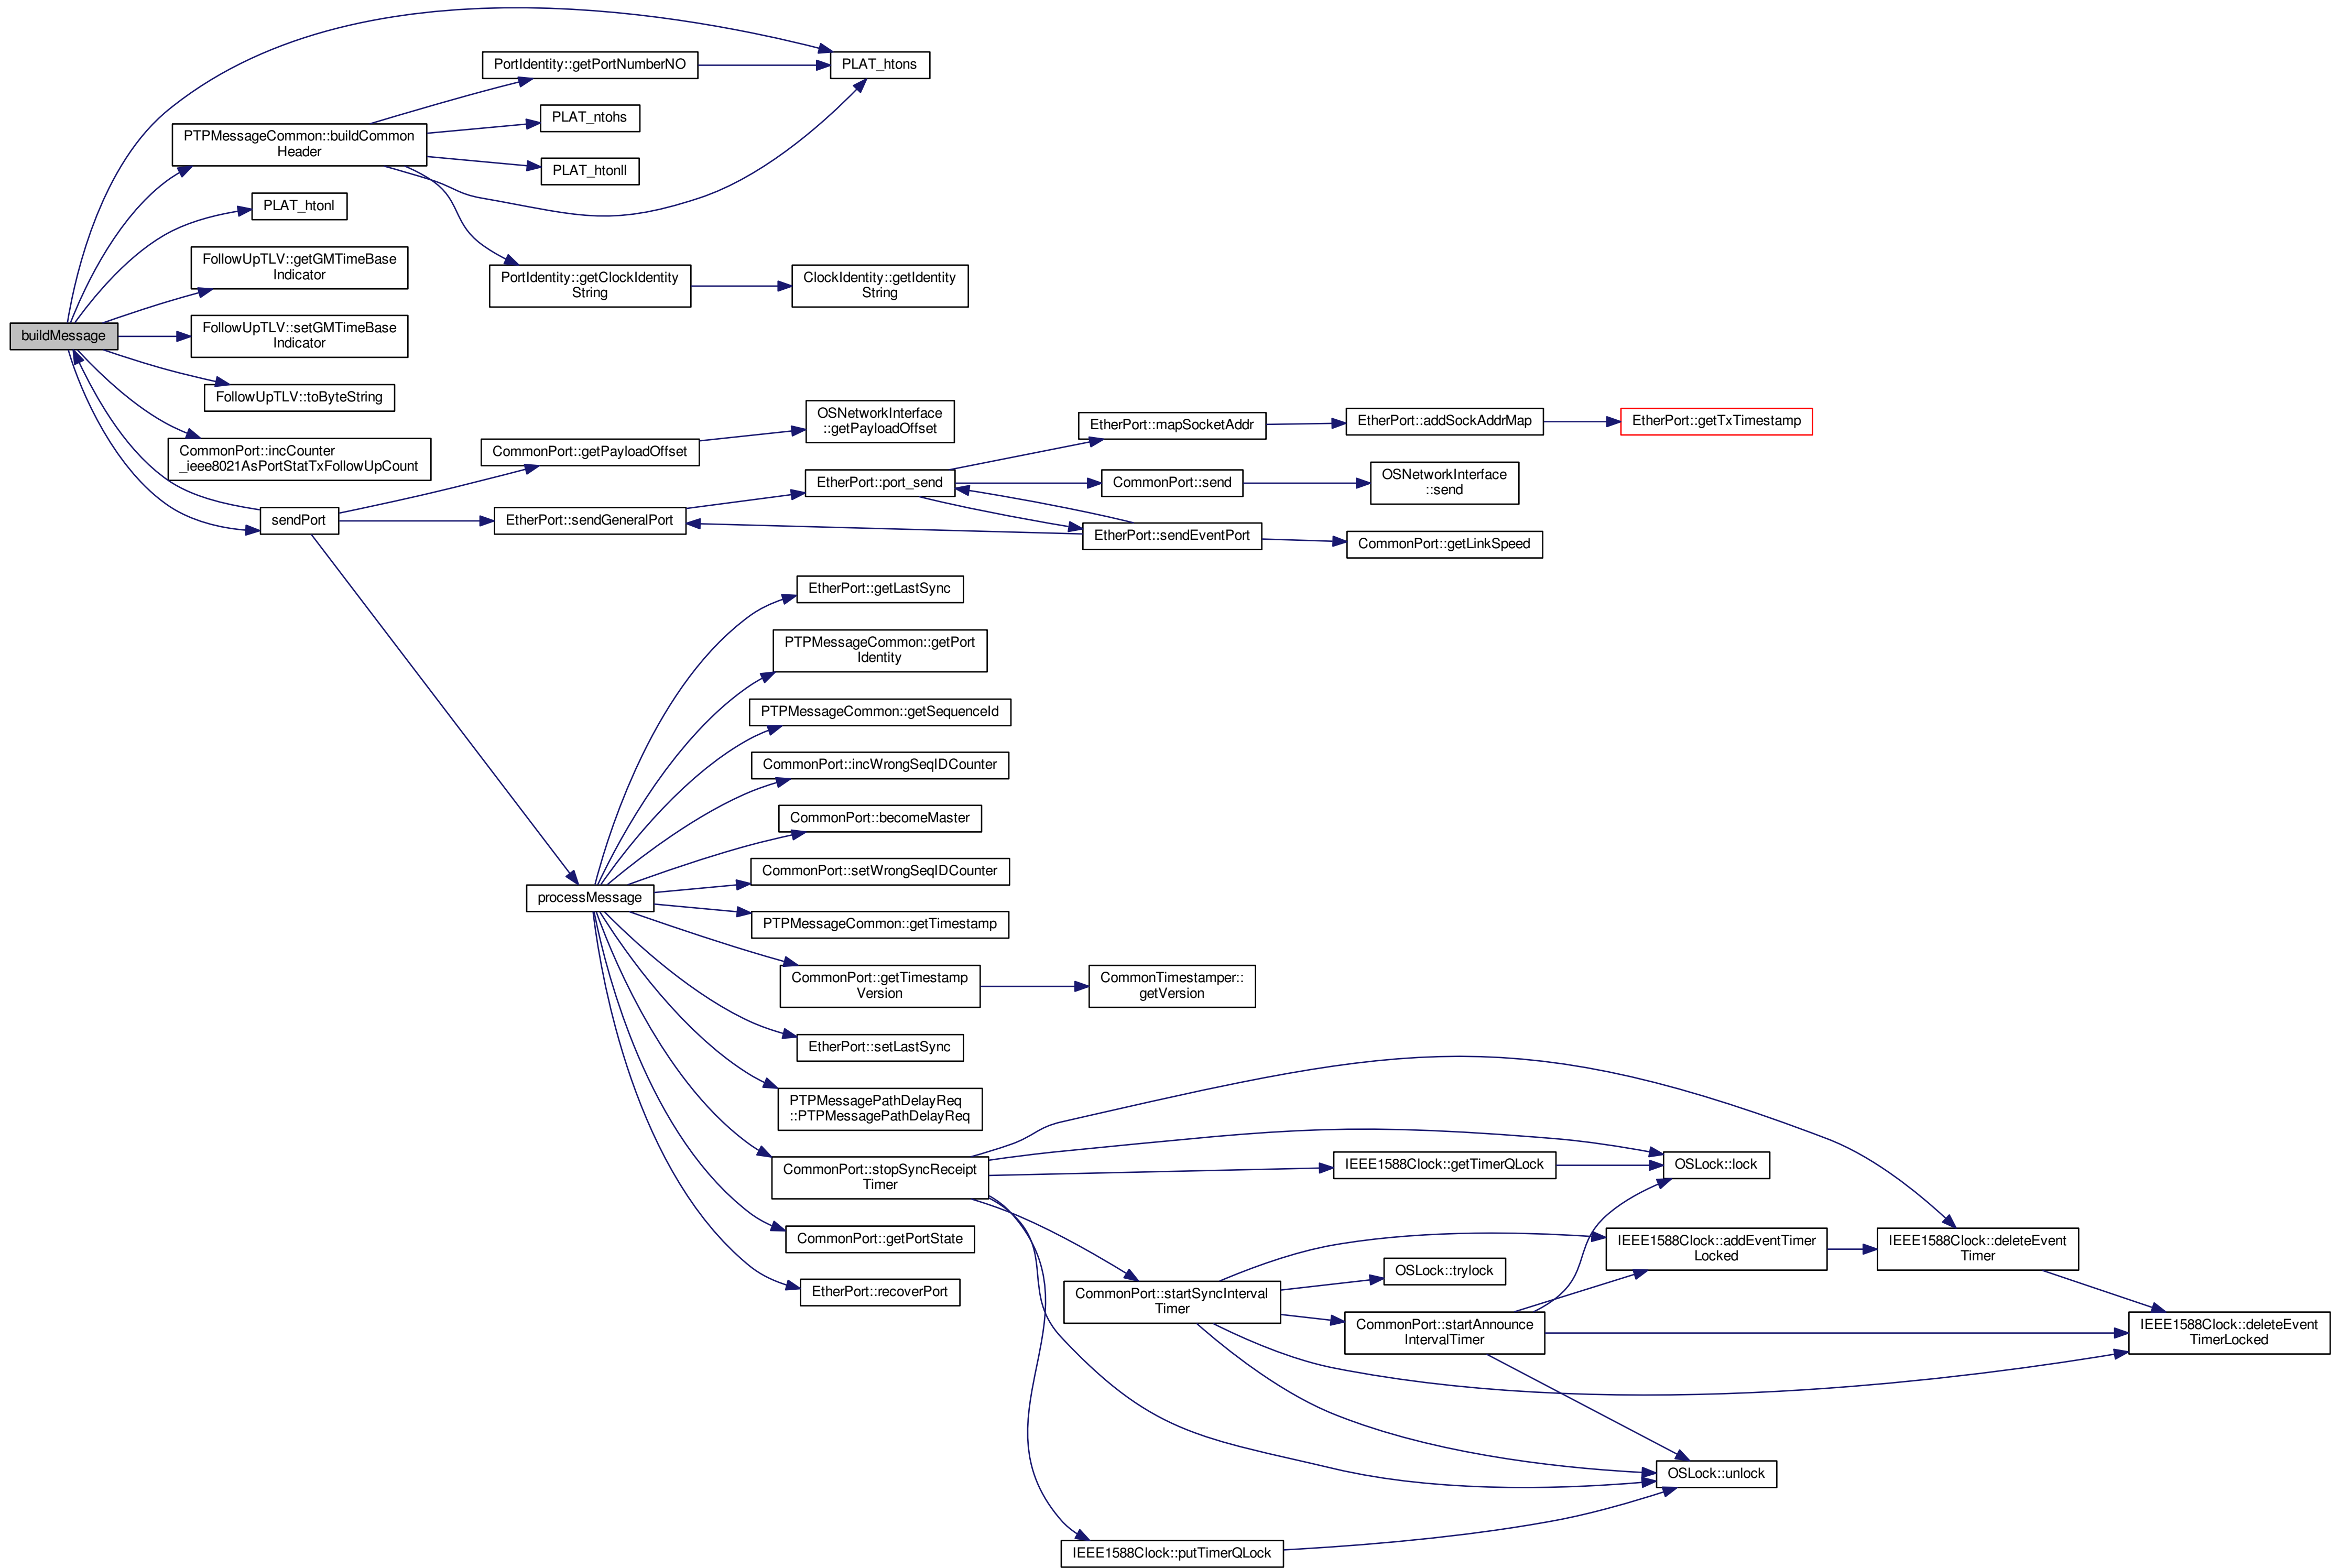 buildMessage
PTPMessageCommon::buildCommon
Header
PLAT_htonl
FollowUpTLV::getGMTimeBase
Indicator
FollowUpTLV::setGMTimeBase
Indicator
FollowUpTLV::toByteString
CommonPort::incCounter
_ieee8021AsPortStatTxFollowUpCount
sendPort
PortIdentity::getPortNumberNO
PLAT_htons
PLAT_ntohs
PLAT_htonll
PortIdentity::getClockIdentity
String
ClockIdentity::getIdentity
String
CommonPort::getPayloadOffset
OSNetworkInterface
::getPayloadOffset
EtherPort::sendGeneralPort
EtherPort::port_send
EtherPort::mapSocketAddr
EtherPort::addSockAddrMap
EtherPort::getTxTimestamp
CommonPort::send
OSNetworkInterface
::send
EtherPort::sendEventPort
CommonPort::getLinkSpeed
processMessage
EtherPort::getLastSync
PTPMessageCommon::getPort
Identity
PTPMessageCommon::getSequenceId
CommonPort::incWrongSeqIDCounter
CommonPort::becomeMaster
CommonPort::setWrongSeqIDCounter
PTPMessageCommon::getTimestamp
CommonPort::getTimestamp
Version
CommonTimestamper::
getVersion
EtherPort::setLastSync
PTPMessagePathDelayReq
::PTPMessagePathDelayReq
CommonPort::stopSyncReceipt
Timer
CommonPort::getPortState
EtherPort::recoverPort
IEEE1588Clock::getTimerQLock
OSLock::lock
CommonPort::startSyncInterval
Timer
OSLock::trylock
CommonPort::startAnnounce
IntervalTimer
IEEE1588Clock::addEventTimer
Locked
IEEE1588Clock::deleteEvent
Timer
IEEE1588Clock::deleteEvent
TimerLocked
OSLock::unlock
IEEE1588Clock::putTimerQLock